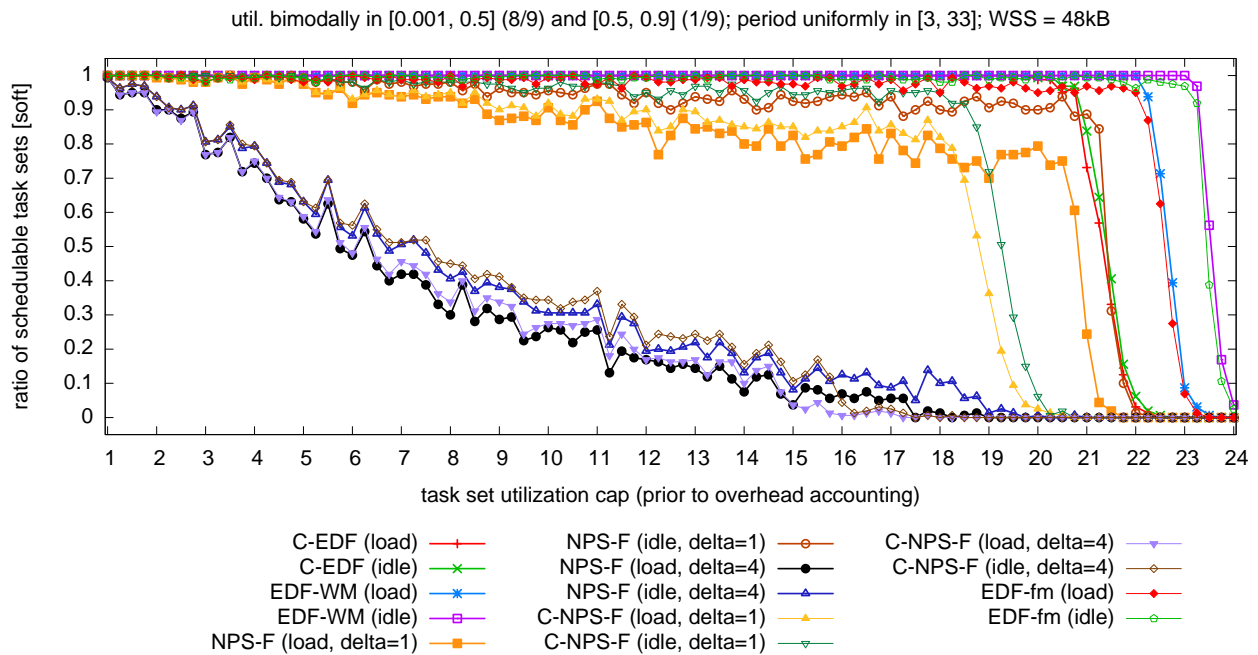 util. bimodally in [0.001, 0.5] (8/9) and [0.5, 0.9] (1/9); period uniformly in [3, 33]; WSS = 48kB
ratio of schedulable task sets [soft]
1
0.9
0.8
0.7
0.6
0.5
0.4
0.3
0.2
0.1
0
1 2 3 4 5 6 7 8 9 10 11 12 13 14 15 16 17 18 19 20 21 22 23 24
task set utilization cap (prior to overhead accounting)
C-EDF (load)
C-EDF (idle)
EDF-WM (load)
EDF-WM (idle)
NPS-F (load, delta=1)
NPS-F (idle, delta=1)
NPS-F (load, delta=4)
NPS-F (idle, delta=4)
C-NPS-F (load, delta=1)
C-NPS-F (idle, delta=1)
C-NPS-F (load, delta=4)
C-NPS-F (idle, delta=4)
EDF-fm (load)
EDF-fm (idle)